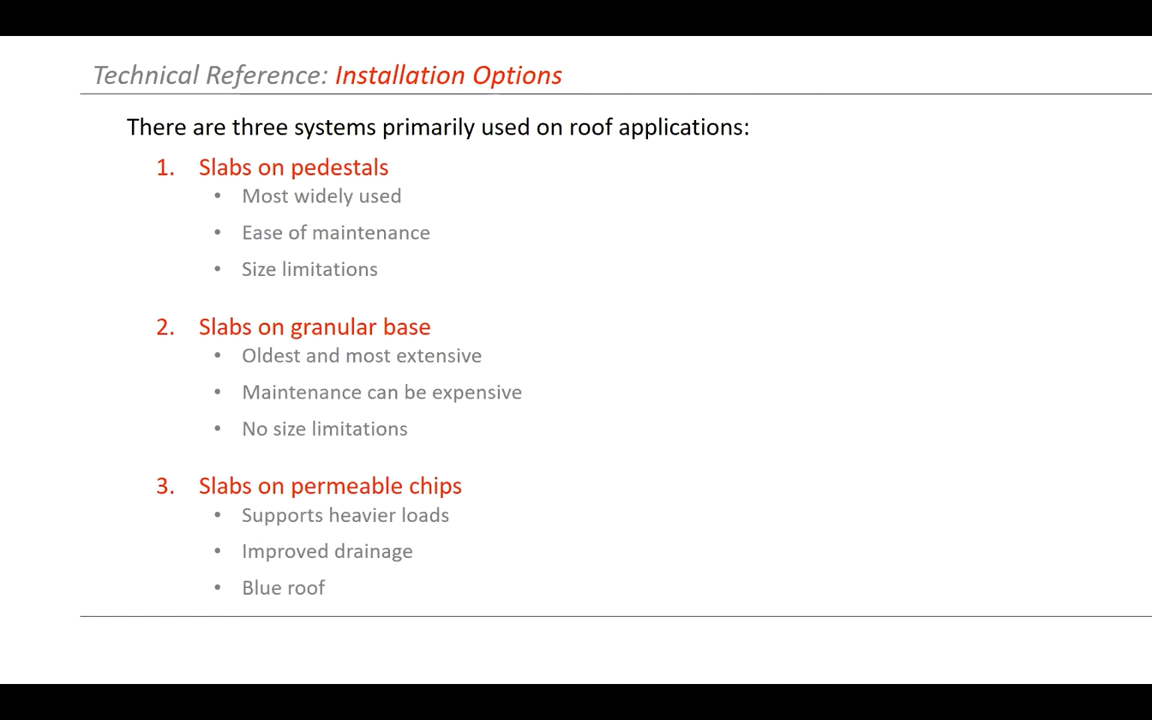 Technical Reference: Installation Options
There are three systems primarily used on roof applications:
1. Slabs on pedestals
• Most widely used
• Ease of maintenance
• Size limitations
2. Slabs on granular base
• Oldest and most extensive
• Maintenance can be expensive
• No size limitations
3. Slabs on permeable chips
• Supports heavier loads
• Improved drainage
• Blue roof